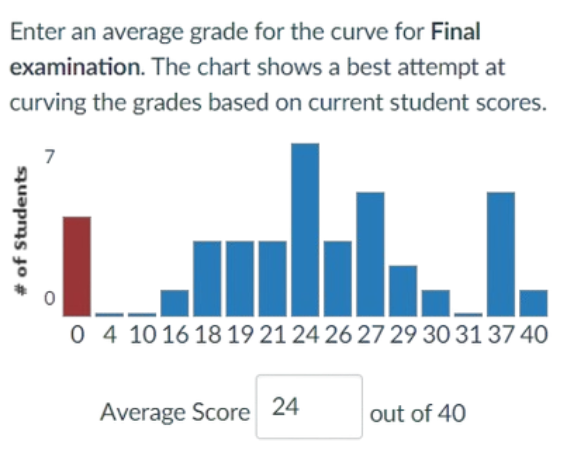 Enter an average grade for the curve for Final
examination. The chart shows a best attempt at
curving the grades based on current student scores.
7
# of Students
0
0 4 10 16 18 19 21 24 26 27 29 30 31 37 40
Average Score 24 out of 40